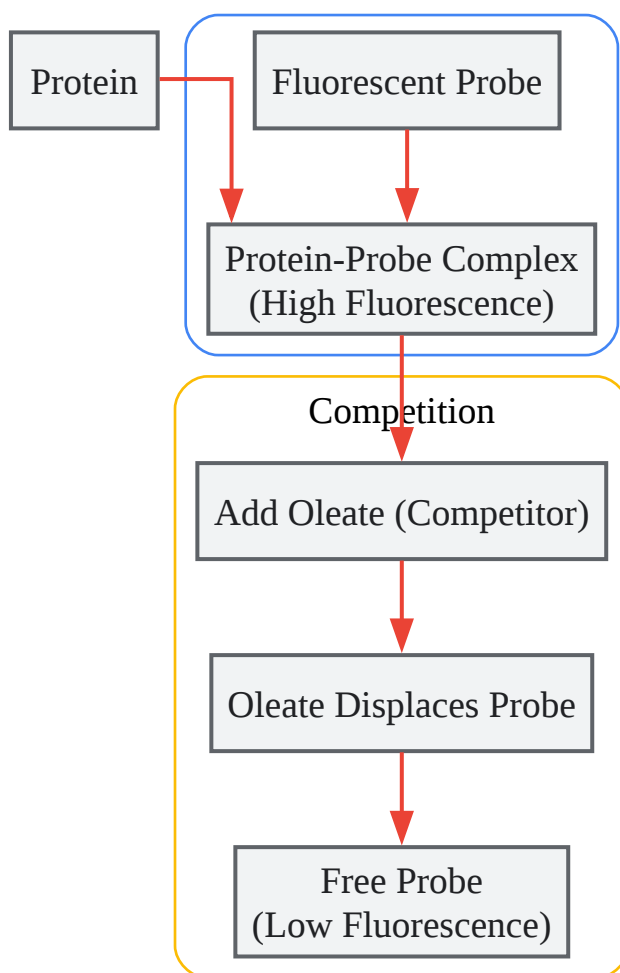 Protein
Fluorescent Probe
Protein-Probe Complex
(High Fluorescence)
Competition
Add Oleate (Competitor)
Oleate Displaces Probe
Free Probe
(Low Fluorescence)